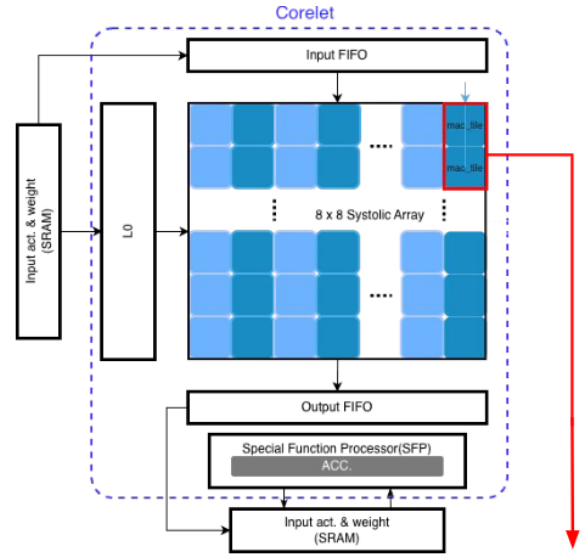 Corelet
Input FIFO
mac_tile
mac_tile
Input act. & weight
(SRAM)
L0
8 x 8 Systolic Array
Output FIFO
Special Function Processor(SFP)
ACC.
Input act. & weight
(SRAM)